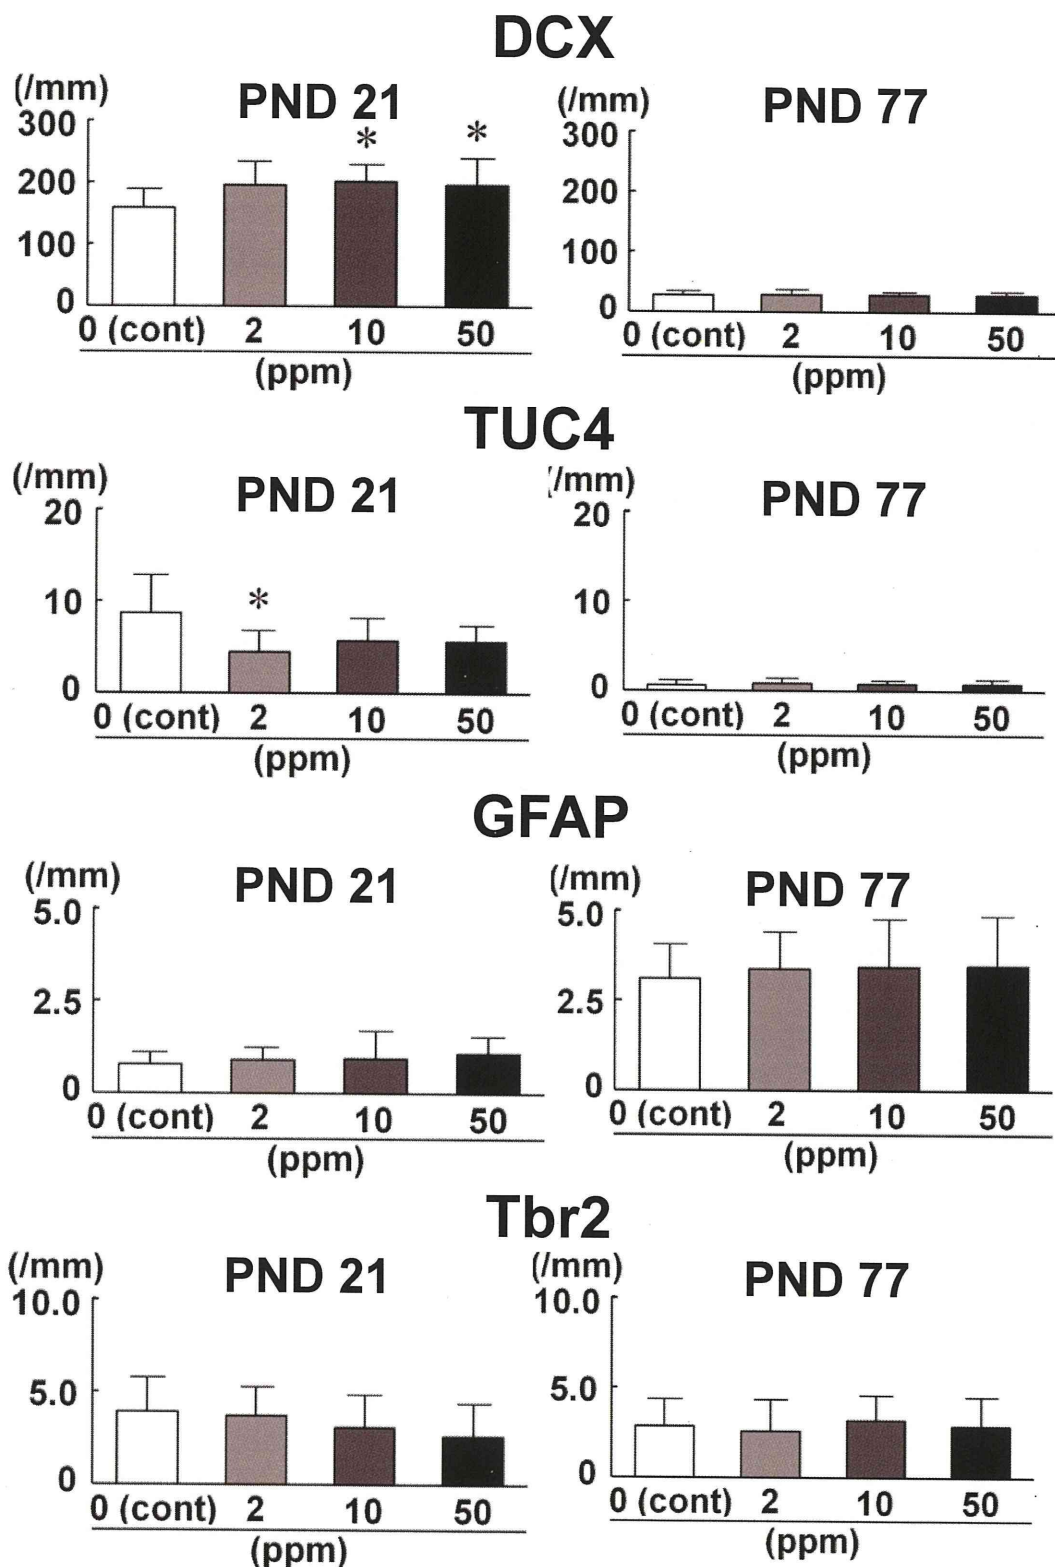 DCX
(/mm) PND 21
300 * *
200
100
0
0 (cont) 2 10 50
(ppm)
(/mm) PND 77
300
200
100
0
0 (cont) 2 10 50
(ppm)
TUC4
(/mm) PND 21
20
10 *
0
0 (cont) 2 10 50
(ppm)
(/mm) PND 77
20
10
0
0 (cont) 2 10 50
(ppm)
GFAP
(/mm) PND 21
5.0
2.5
0
0 (cont) 2 10 50
(ppm)
(/mm) PND 77
5.0
2.5
0
0 (cont) 2 10 50
(ppm)
Tbr2
(/mm) PND 21
10.0
5.0
0
0 (cont) 2 10 50
(ppm)
(/mm) PND 77
10.0
5.0
0
0 (cont) 2 10 50
(ppm)